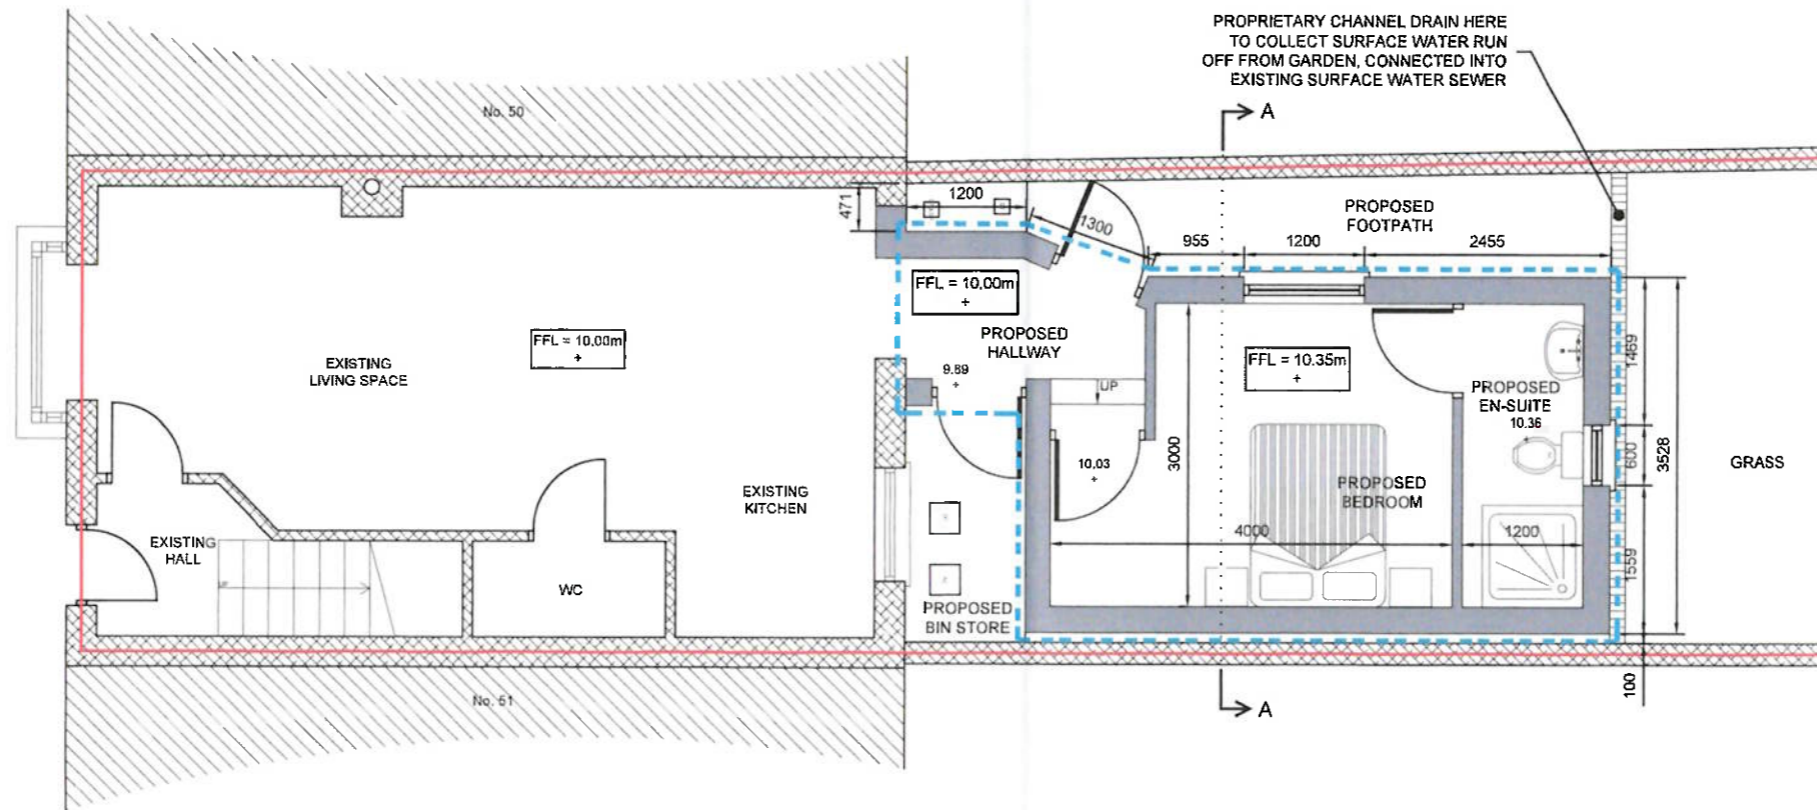 PROPRIETARY CHANNEL DRAIN HERE
TO COLLECT SURFACE WATER RUN
OFF FROM GARDEN, CONNECTED INTO
EXISTING SURFACE WATER SEWER
A
No. 50
471
1200
1300
PROPOSED
FOOTPATH
955
1200
2455
FFL = 10,00m
+
PROPOSED
HALLWAY
FFL = 10,00m
+
EXISTING
LIVING SPACE
9.89
+
UP
FFL = 10.35m
+
1469
PROPOSED
EN-SUITE
10.36
+
600
3528
GRASS
3000
10,03
+
PROPOSED
BEDROOM
EXISTING
KITCHEN
4000
1200
EXISTING
HALL
WC
1559
PROPOSED
BIN STORE
100
No. 51
A